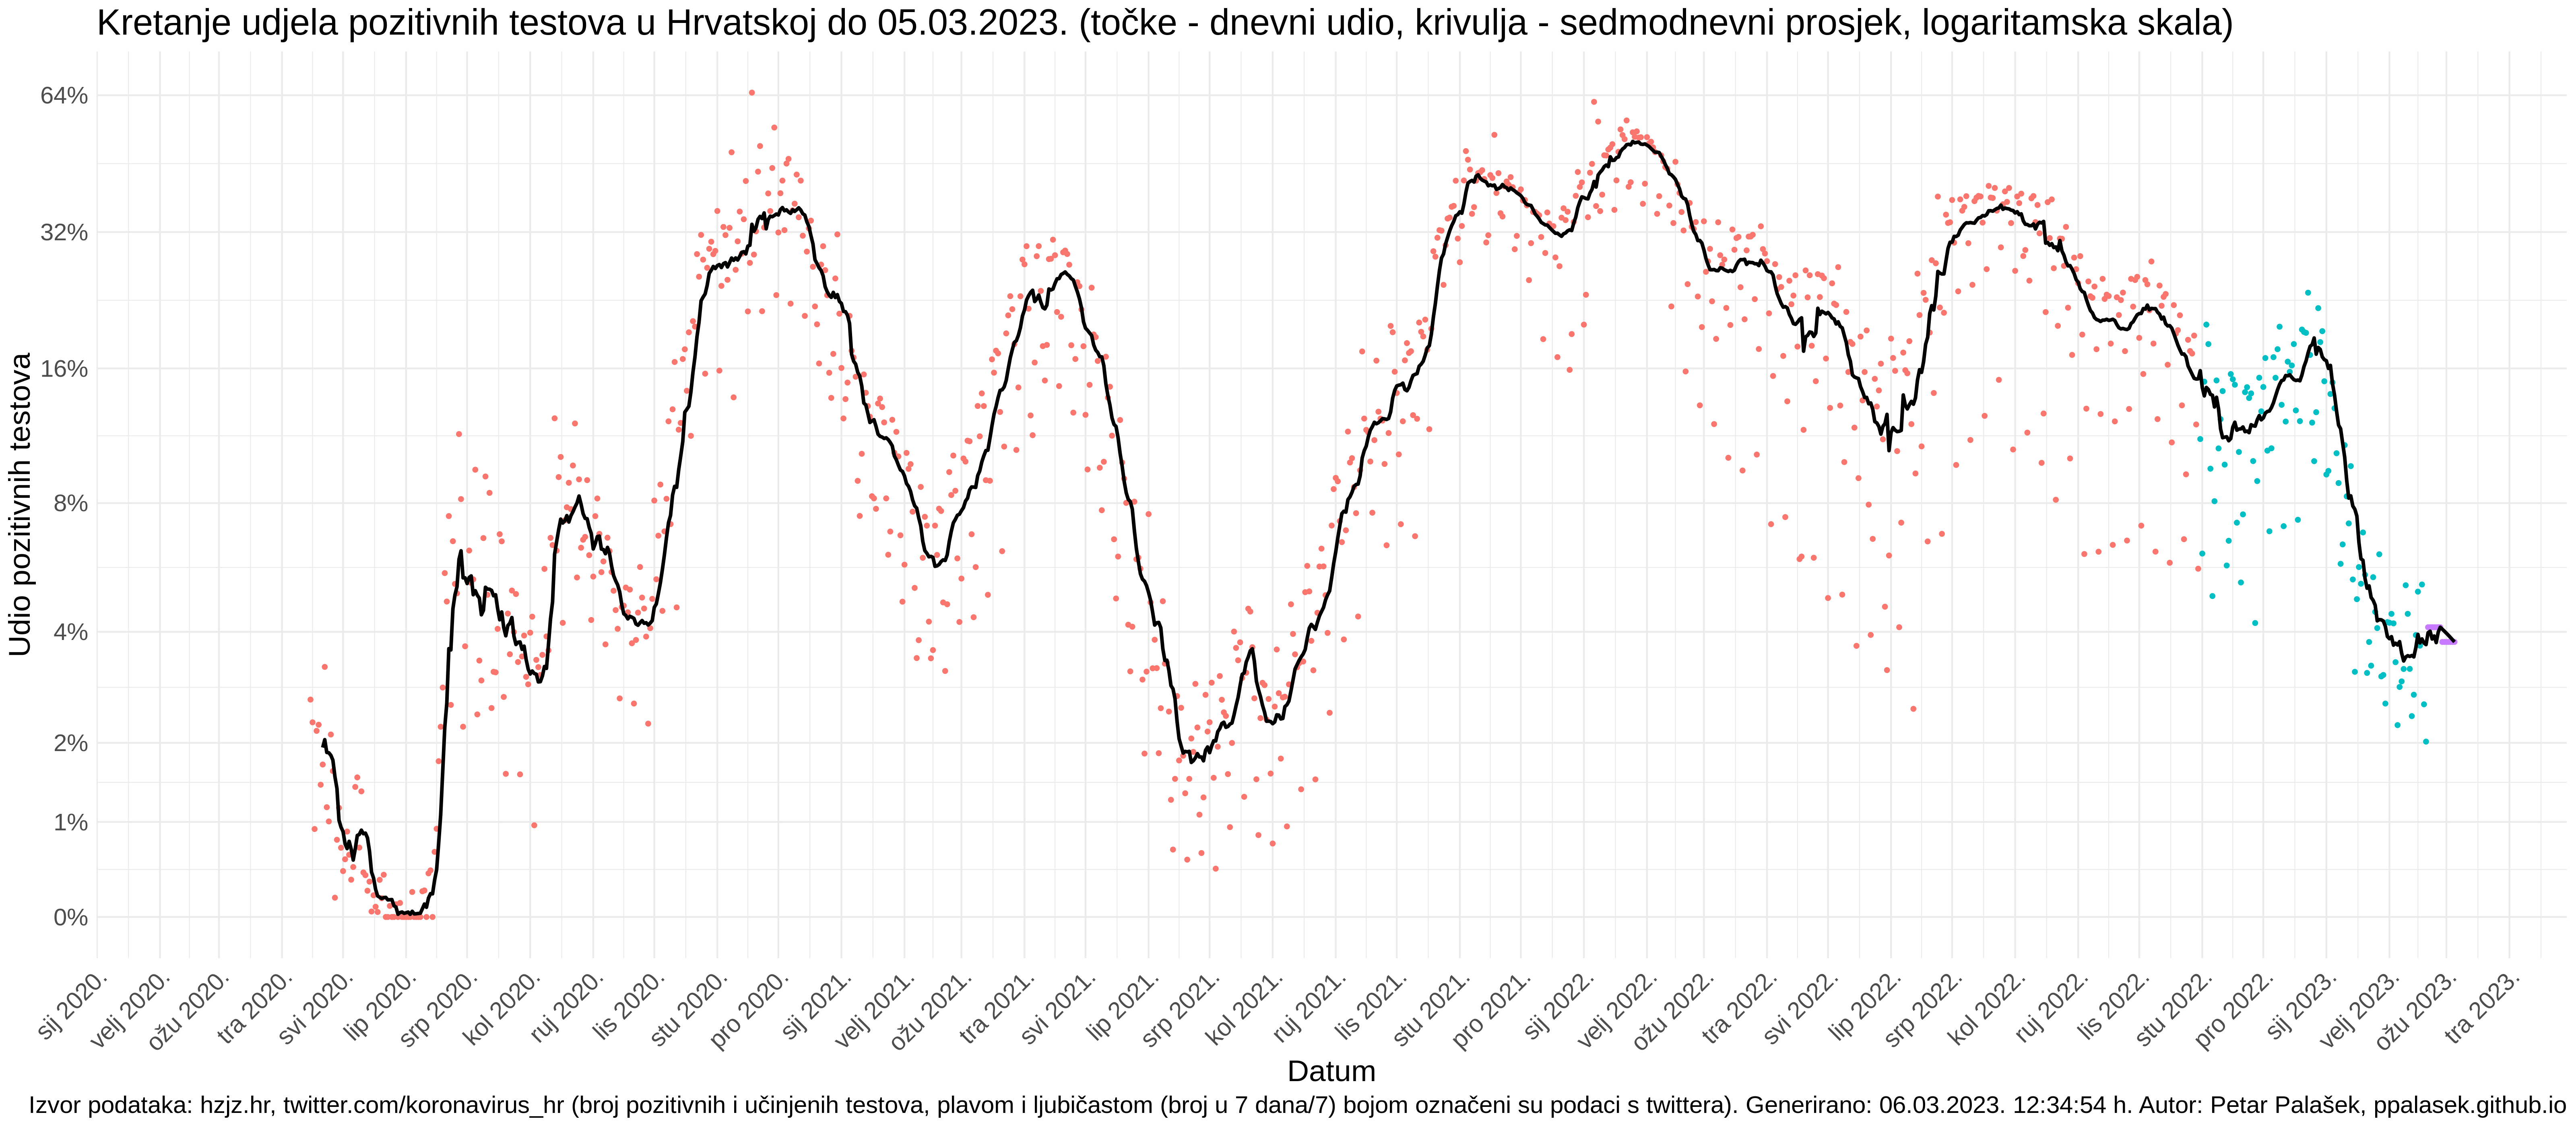 Kretanje udjela pozitivnih testova u Hrvatskoj do 05.03.2023. (točke - dnevni udio, krivulja - sedmodnevni prosjek, logaritamska skala)
Udio pozitivnih testova
64%
32%
16%
8%
4%
2%
1%
0%
sij 2020.
velj 2020.
ožu 2020.
tra 2020.
svi 2020.
lip 2020.
srp 2020.
kol 2020.
ruj 2020.
lis 2020.
stu 2020.
pro 2020.
sij 2021.
velj 2021.
ožu 2021.
tra 2021.
svi 2021.
lip 2021.
srp 2021.
kol 2021.
ruj 2021.
lis 2021.
stu 2021.
pro 2021.
sij 2022.
velj 2022.
ožu 2022.
tra 2022.
svi 2022.
lip 2022.
srp 2022.
kol 2022.
ruj 2022.
lis 2022.
stu 2022.
pro 2022.
sij 2023.
velj 2023.
ožu 2023.
tra 2023.
Datum
Izvor podataka: hzjz.hr, twitter.com/koronavirus_hr (broj pozitivnih i učinjenih testova, plavom i ljubičastom (broj u 7 dana/7) bojom označeni su podaci s twittera). Generirano: 06.03.2023. 12:34:54 h. Autor: Petar Palašek, ppalasek.github.io